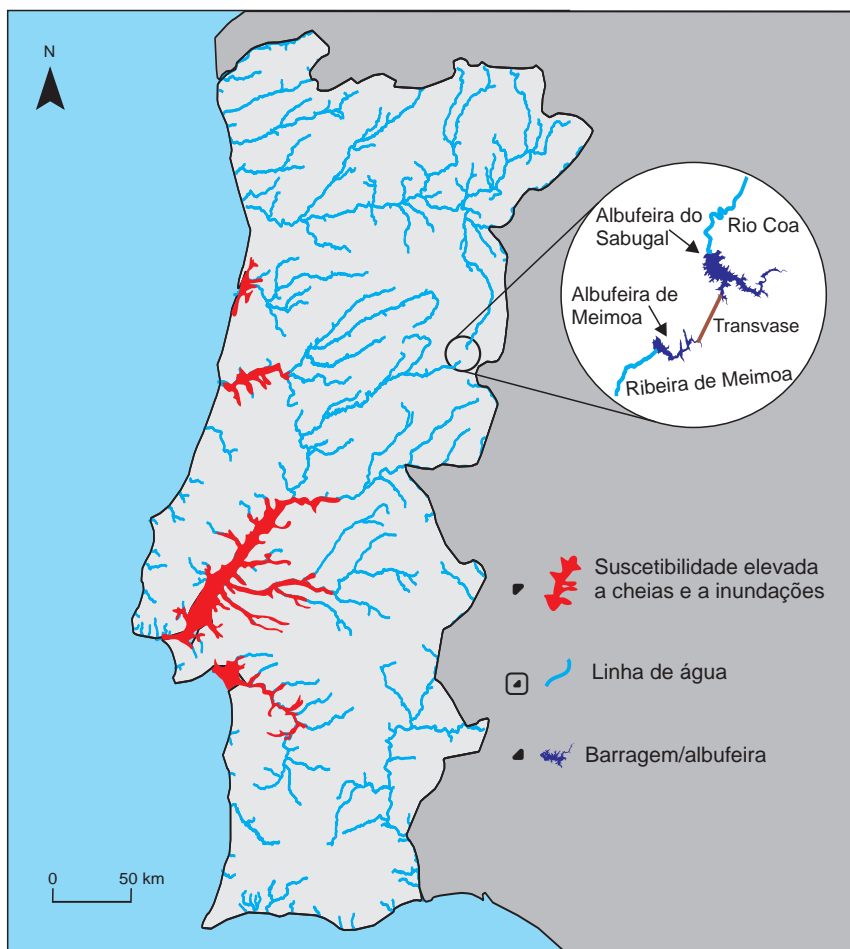 N
Albufeira do
Sabugal
Rio Coa
Albufeira de
Meimoa
Transvase
Ribeira de Meimoa
Suscetibilidade elevada
a cheias e a inundações
Linha de água
Barragem/albufeira
0 50 km